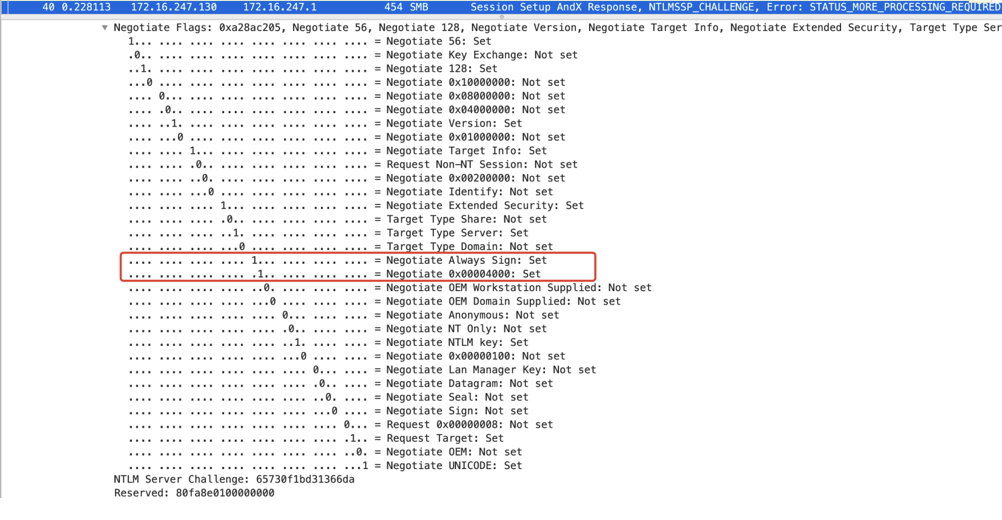 40 0.228113 172.16.247.130 172.16.247.1 454 SMB Session Setup AndX Response, NTLMSSP_CHALLENGE, Error: STATUS_MORE_PROCESSING_REQUIRED
Negotiate Flags: 0xa28ac205, Negotiate 56, Negotiate 128, Negotiate Version, Negotiate Target Info, Negotiate Extended Security, Target Type Ser
1... .... .... .... .... .... .... .... = Negotiate 56: Set
.0.. .... .... .... .... .... .... .... = Negotiate Key Exchange: Not set
..1. .... .... .... .... .... .... .... = Negotiate 128: Set
...0 .... .... .... .... .... .... .... = Negotiate 0x10000000: Not set
.... 0... .... .... .... .... .... .... = Negotiate 0x08000000: Not set
.... .0.. .... .... .... .... .... .... = Negotiate 0x04000000: Not set
.... ..1. .... .... .... .... .... .... = Negotiate Version: Set
.... ...0 .... .... .... .... .... .... = Negotiate 0x01000000: Not set
.... .... 1... .... .... .... .... .... = Negotiate Target Info: Set
.... .... .0.. .... .... .... .... .... = Request Non-NT Session: Not set
.... .... ..0. .... .... .... .... .... = Negotiate 0x00200000: Not set
.... .... ...0 .... .... .... .... .... = Negotiate Identify: Not set
.... .... .... 1... .... .... .... .... = Negotiate Extended Security: Set
.... .... .... .0.. .... .... .... .... = Target Type Share: Not set
.... .... .... ..1. .... .... .... .... = Target Type Server: Set
.... .... .... ...0 .... .... .... .... = Target Type Domain: Not set
.... .... .... .... 1... .... .... .... = Negotiate Always Sign: Set
.... .... .... .... .1.. .... .... .... = Negotiate 0x00004000: Set
.... .... .... .... ..0. .... .... .... = Negotiate OEM Workstation Supplied: Not set
.... .... .... .... ...0 .... .... .... = Negotiate OEM Domain Supplied: Not set
.... .... .... .... .... 0... .... .... = Negotiate Anonymous: Not set
.... .... .... .... .... .0.. .... .... = Negotiate NT Only: Not set
.... .... .... .... .... ..1. .... .... = Negotiate NTLM key: Set
.... .... .... .... .... ...0 .... .... = Negotiate 0x00000100: Not set
.... .... .... .... .... .... 0... .... = Negotiate Lan Manager Key: Not set
.... .... .... .... .... .... .0.. .... = Negotiate Datagram: Not set
.... .... .... .... .... .... ..0. .... = Negotiate Seal: Not set
.... .... .... .... .... .... ...0 .... = Negotiate Sign: Not set
.... .... .... .... .... .... .... 0... = Request 0x00000008: Not set
.... .... .... .... .... .... .... .1.. = Request Target: Set
.... .... .... .... .... .... .... ..0. = Negotiate OEM: Not set
.... .... .... .... .... .... .... ...1 = Negotiate UNICODE: Set
NTLM Server Challenge: 65730f1bd31366da
Reserved: 80fa8e0100000000